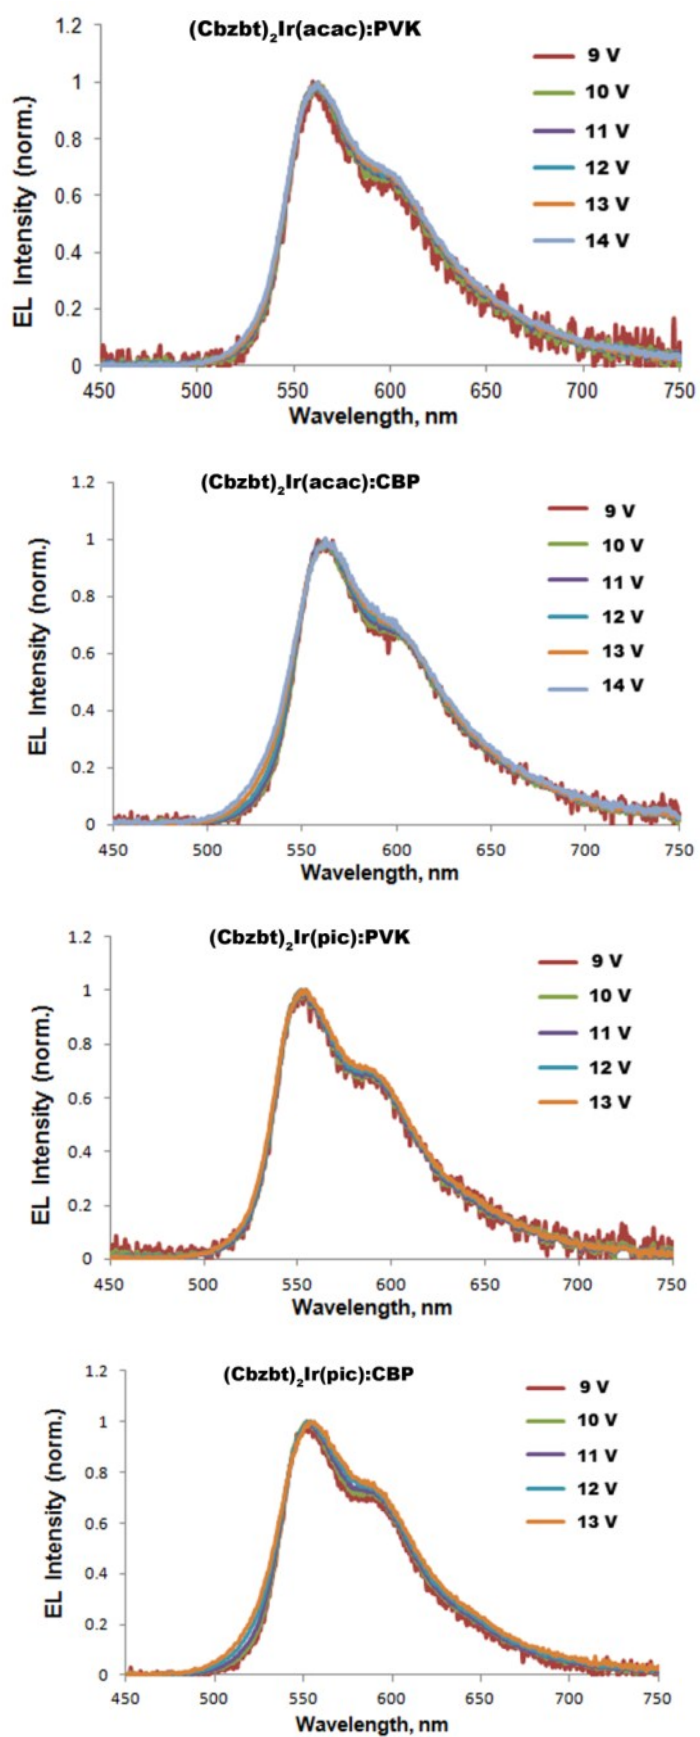 (Cbzbt)₂Ir(acac):PVK
EL Intensity (norm.)
1.2
1
0.8
0.6
0.4
0.2
0
9 V
10 V
11 V
12 V
13 V
14 V
450 500 550 600 650 700 750
Wavelength, nm
(Cbzbt)₂Ir(acac):CBP
EL Intensity (norm.)
1.2
1
0.8
0.6
0.4
0.2
0
9 V
10 V
11 V
12 V
13 V
14 V
450 500 550 600 650 700 750
Wavelength, nm
(Cbzbt)₂Ir(pic):PVK
EL Intensity (norm.)
1.2
1
0.8
0.6
0.4
0.2
0
9 V
10 V
11 V
12 V
13 V
450 500 550 600 650 700 750
Wavelength, nm
(Cbzbt)₂Ir(pic):CBP
EL Intensity (norm.)
1.2
1
0.8
0.6
0.4
0.2
0
9 V
10 V
11 V
12 V
13 V
450 500 550 600 650 700 750
Wavelength, nm